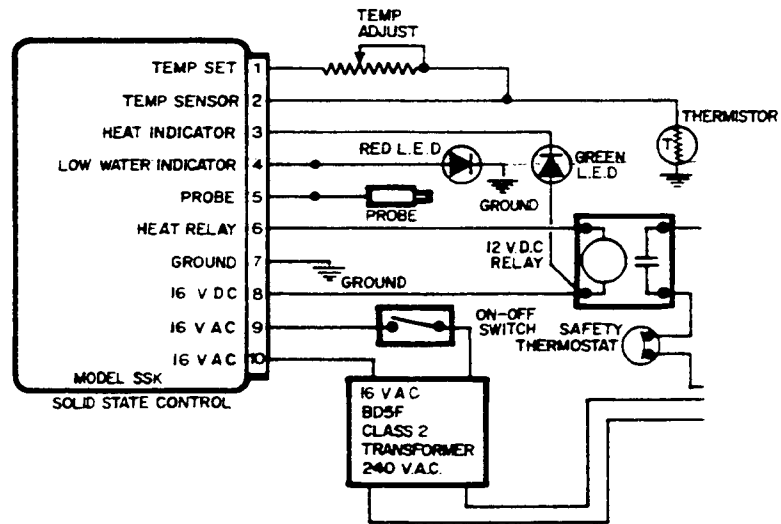 TEMP
ADJUST
TEMP SET 1
TEMP SENSOR 2
THERMISTOR
T
HEAT INDICATOR 3
RED L.E.D
GREEN
L.E.D
LOW WATER INDICATOR 4
GROUND
PROBE 5
PROBE
HEAT RELAY 6
12 V.D.C
RELAY
GROUND 7
GROUND
16 V DC 8
16 V AC 9
ON-OFF
SWITCH
SAFETY
THERMOSTAT
16 V AC 10
MODEL SSK
SOLID STATE CONTROL
16 V A C
BD5F
CLASS 2
TRANSFORMER
240 V.A.C.